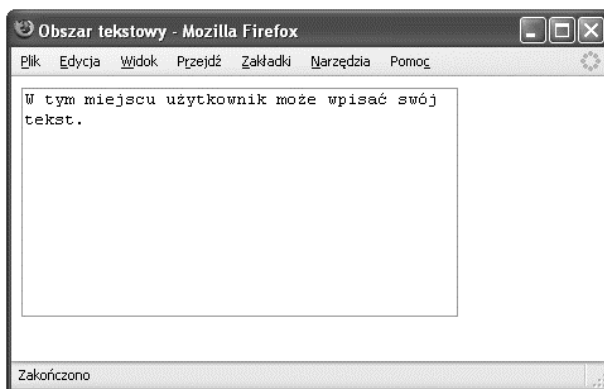 Obszar tekstowy - Mozilla Firefox
Plik Edycja Widok Przejdź Zakładki Narzędzia Pomoc
W tym miejscu użytkownik może wpisać swój
tekst.
Zakończono